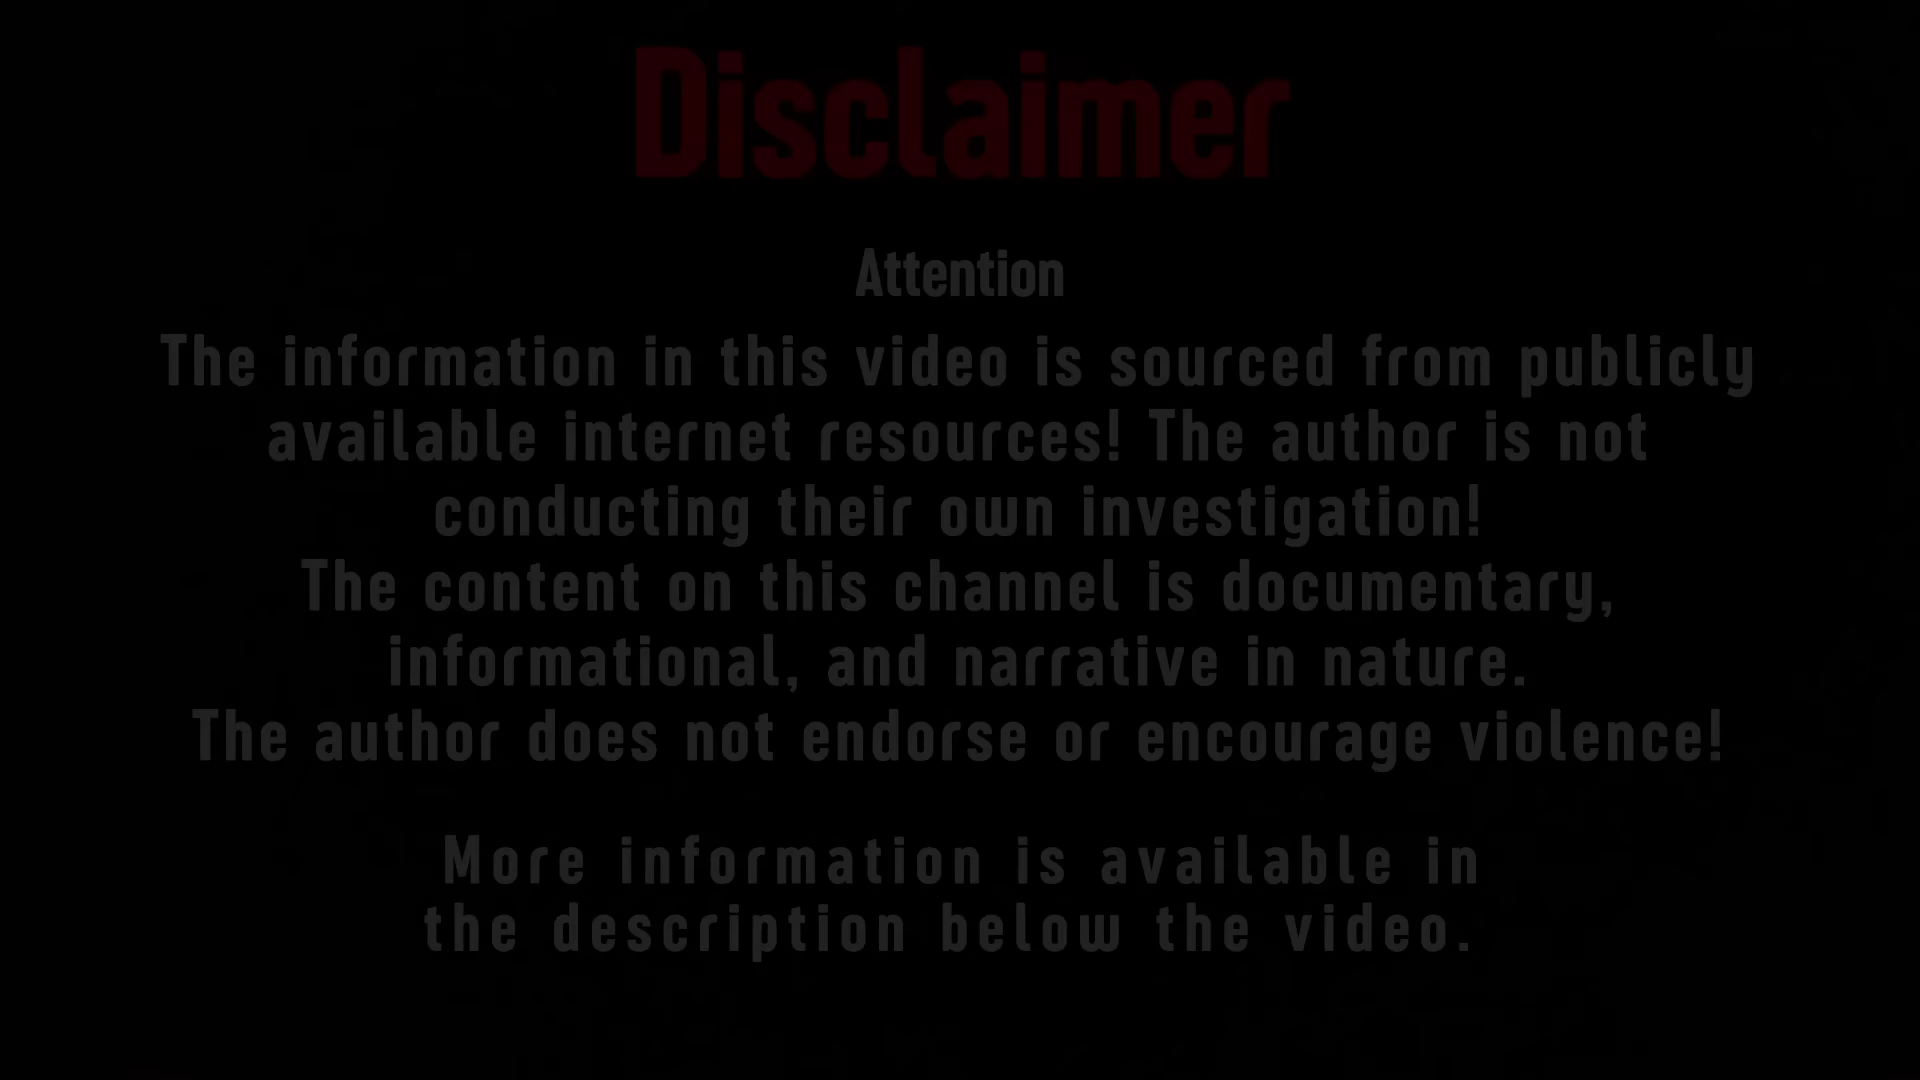 Disclaimer
Attention
The information in this video is sourced from publicly
available internet resources! The author is not
conducting their own investigation!
The content on this channel is documentary,
informational, and narrative in nature.
The author does not endorse or encourage violence!
More information is available in
the description below the video.